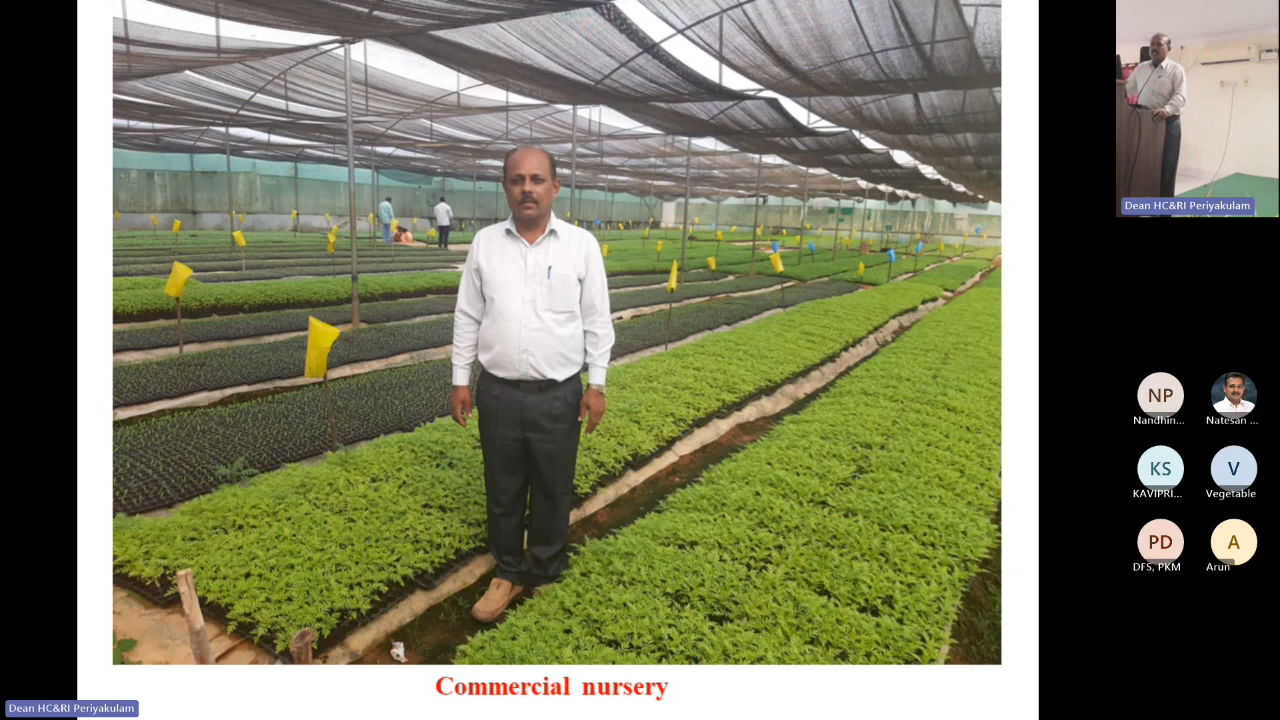 Dean HC&RI Periyakulam
NP
Nandhin...
Natesan ...
KS
KAVIPRI...
V
Vegetable
PD
DFS, PKM
A
Arun
Commercial nursery
Dean HC&RI Periyakulam